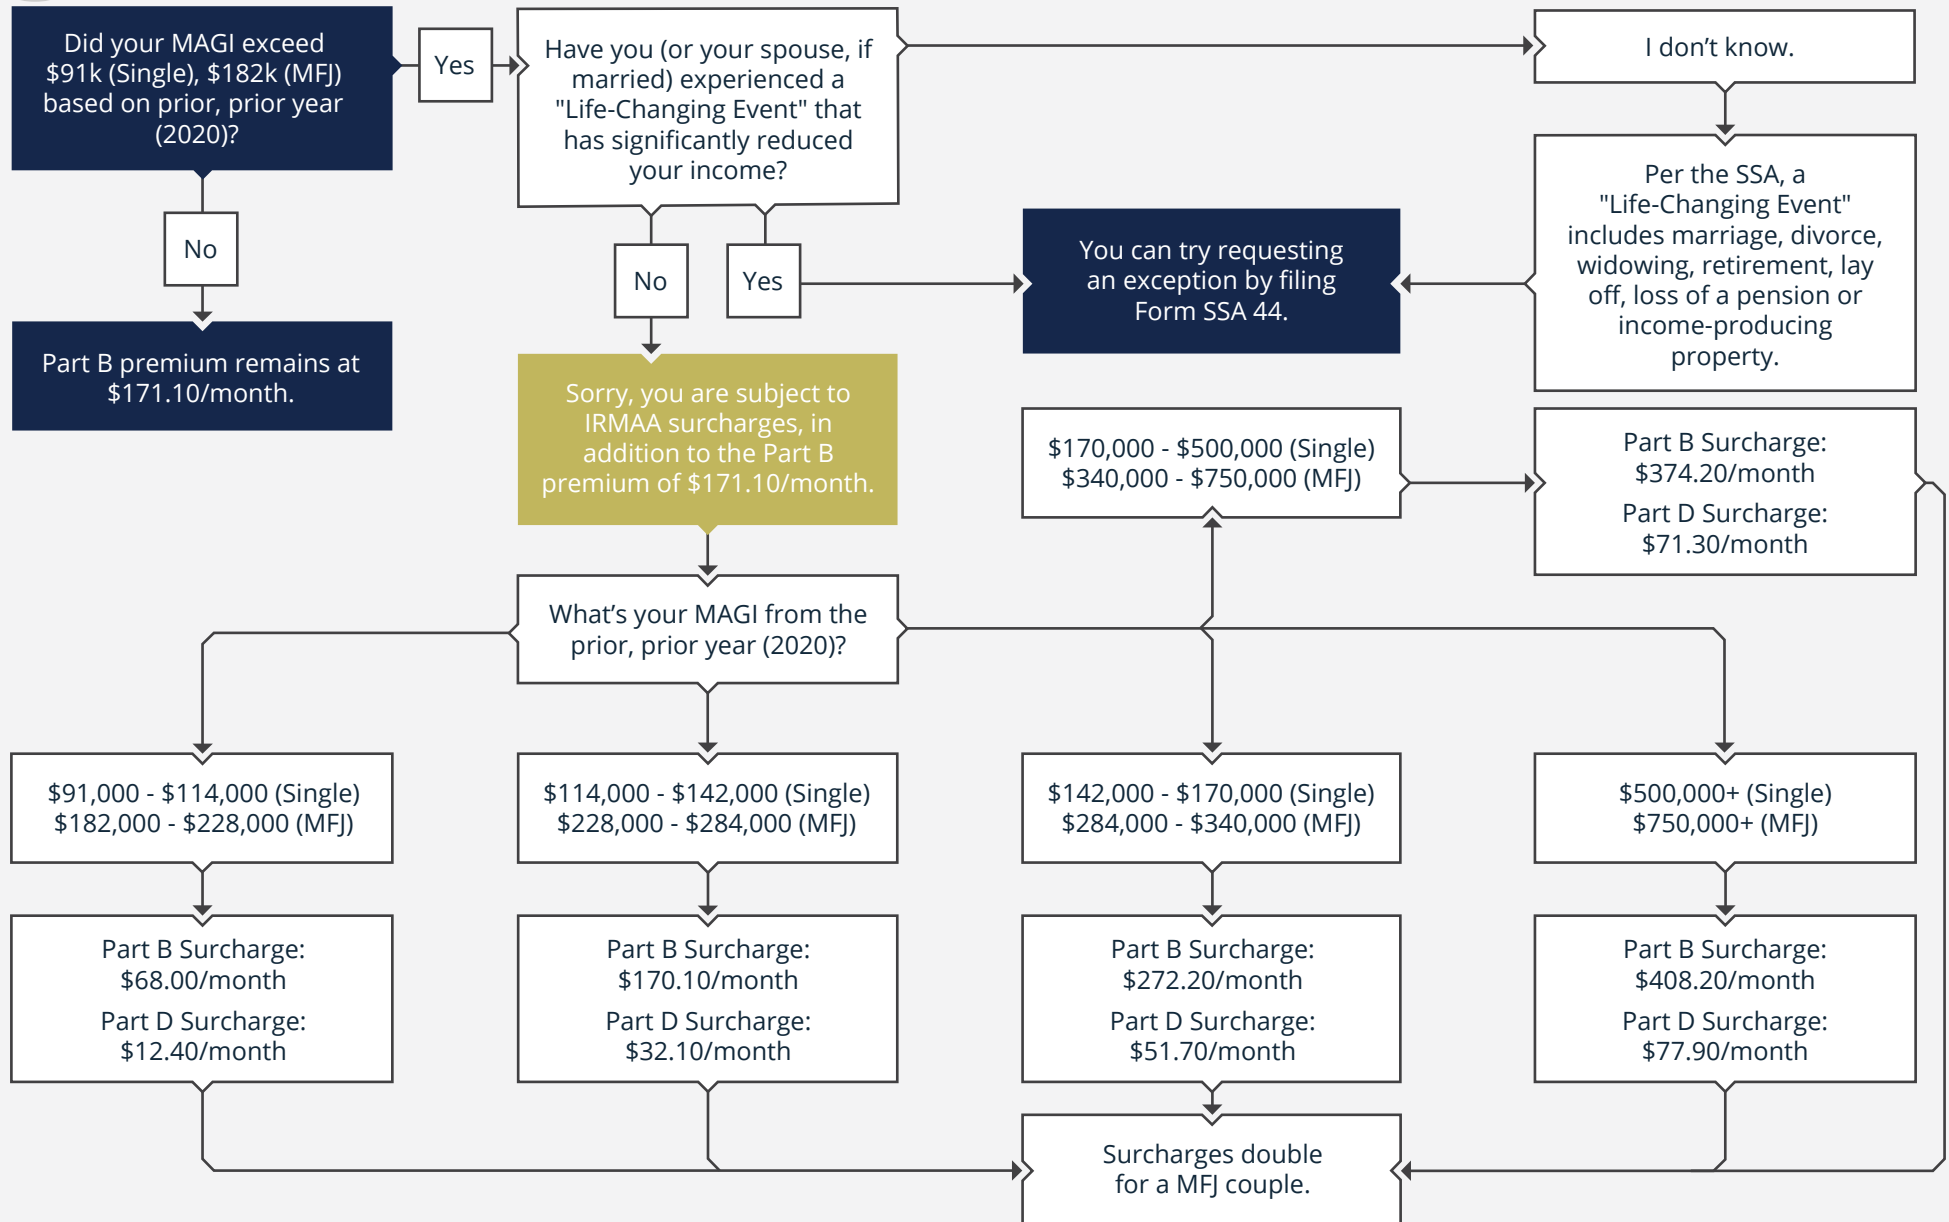 Did your MAGI exceed
$91k (Single), $182k (MFJ)
based on prior, prior year
(2020)?
Yes
Have you (or your spouse, if
married) experienced a
"Life-Changing Event" that
has significantly reduced
your income?
I don’t know.
Per the SSA, a
"Life-Changing Event"
includes marriage, divorce,
widowing, retirement, lay
off, loss of a pension or
income-producing
property.
No
No
Yes
You can try requesting
an exception by filing
Form SSA 44.
Part B premium remains at
$171.10/month.
Sorry, you are subject to
IRMAA surcharges, in
addition to the Part B
premium of $171.10/month.
$170,000 - $500,000 (Single)
$340,000 - $750,000 (MFJ)
Part B Surcharge:
$374.20/month
Part D Surcharge:
$71.30/month
What’s your MAGI from the
prior, prior year (2020)?
$91,000 - $114,000 (Single)
$182,000 - $228,000 (MFJ)
$114,000 - $142,000 (Single)
$228,000 - $284,000 (MFJ)
$142,000 - $170,000 (Single)
$284,000 - $340,000 (MFJ)
$500,000+ (Single)
$750,000+ (MFJ)
Part B Surcharge:
$68.00/month
Part D Surcharge:
$12.40/month
Part B Surcharge:
$170.10/month
Part D Surcharge:
$32.10/month
Part B Surcharge:
$272.20/month
Part D Surcharge:
$51.70/month
Part B Surcharge:
$408.20/month
Part D Surcharge:
$77.90/month
Surcharges double
for a MFJ couple.